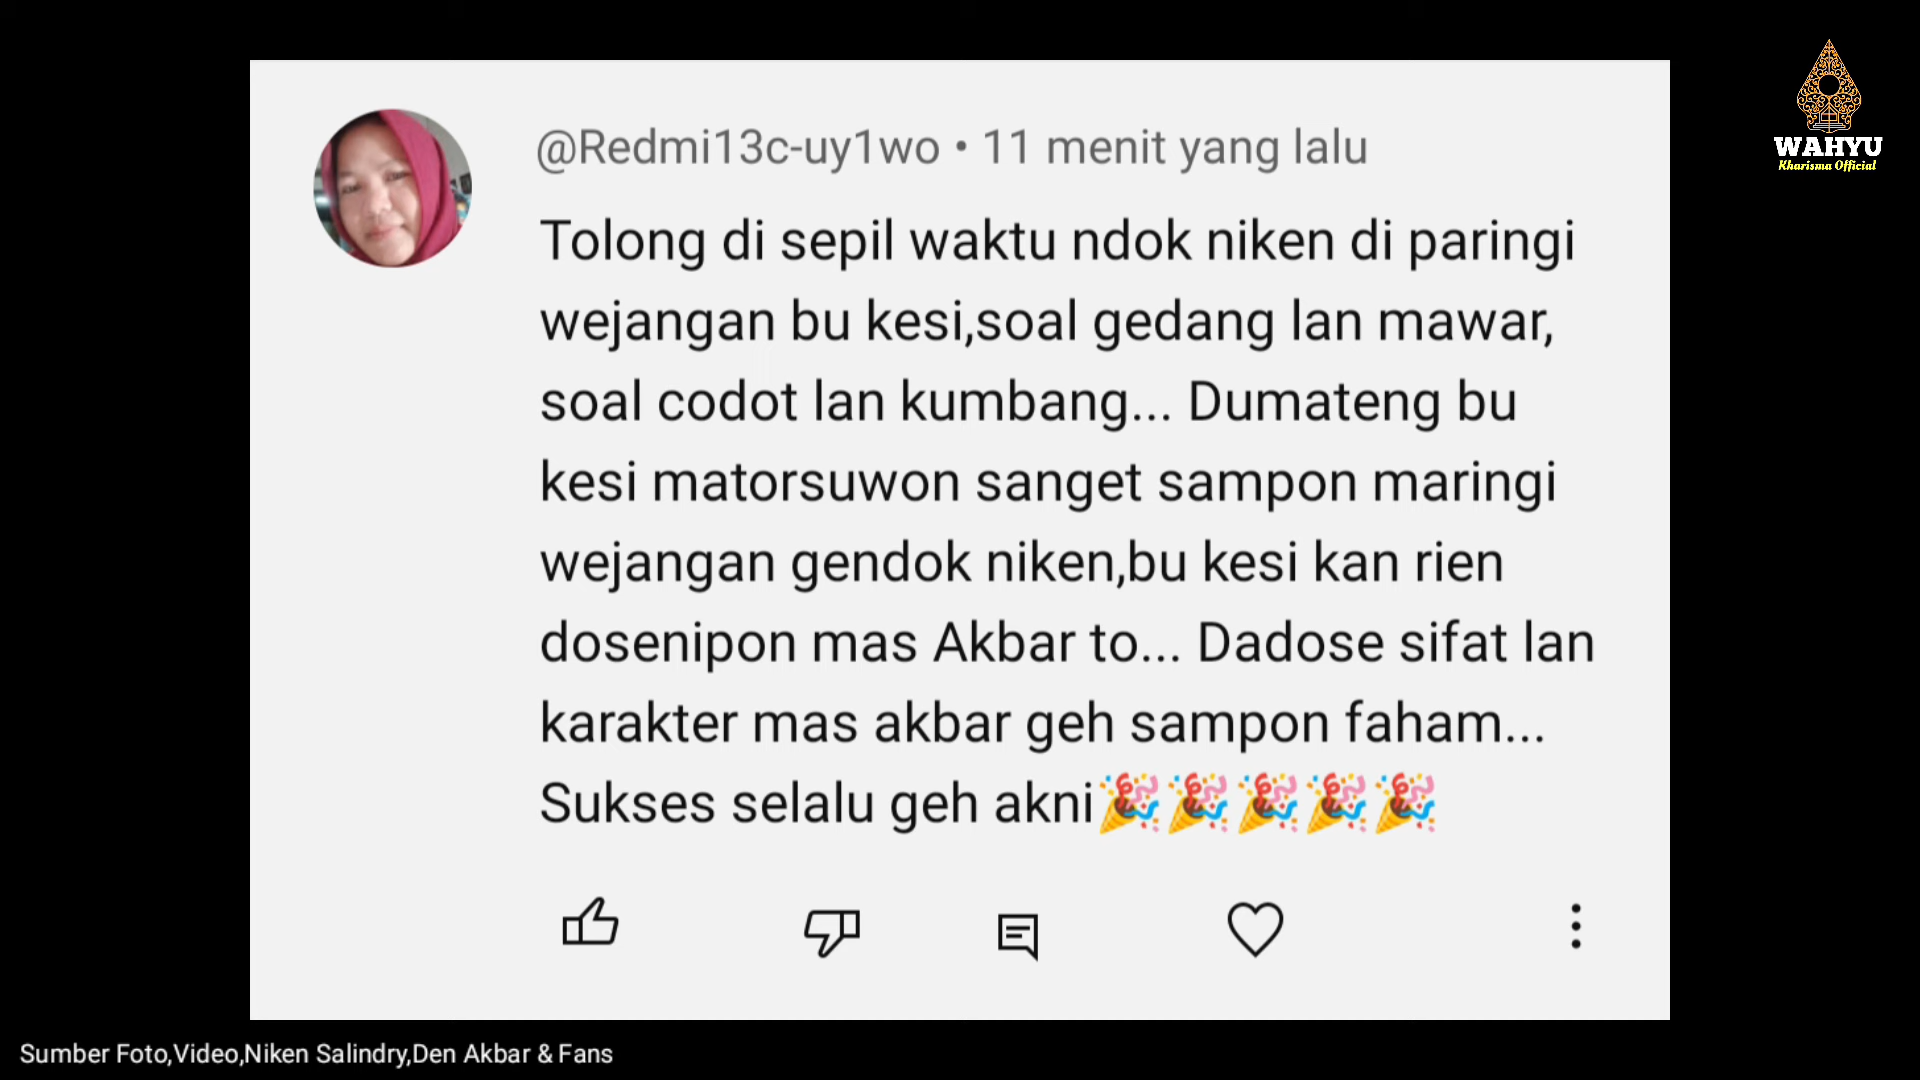 WAHYU
Kharisma Official
@Redmi13c-uy1wo • 11 menit yang lalu
Tolong di sepil waktu ndok niken di paringi
wejangan bu kesi,soal gedang lan mawar,
soal codot lan kumbang... Dumateng bu
kesi matorsuwon sanget sampon maringi
wejangan gendok niken,bu kesi kan rien
dosenipon mas Akbar to... Dadose sifat lan
karakter mas akbar geh sampon faham...
Sukses selalu geh akni🎉🎉🎉🎉🎉
Sumber Foto,Video,Niken Salindry,Den Akbar & Fans